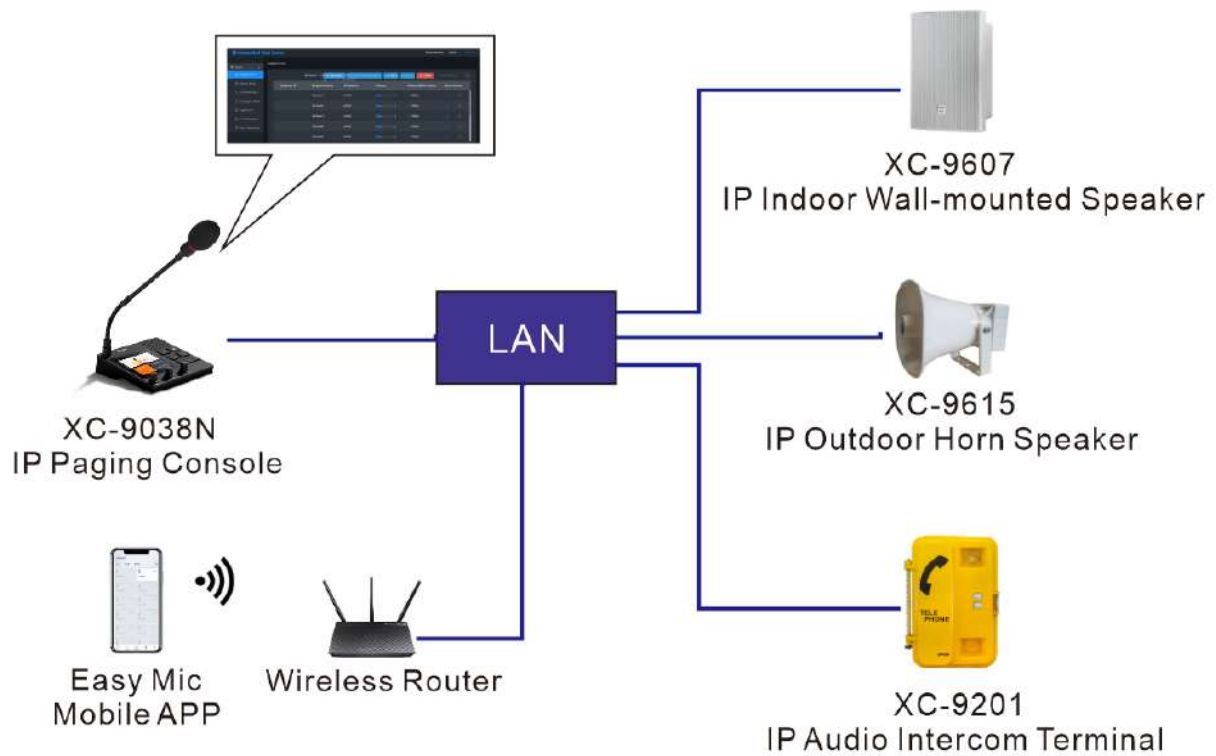 XC-9607
IP Indoor Wall-mounted Speaker
LAN
XC-9038N
IP Paging Console
XC-9615
IP Outdoor Horn Speaker
Easy Mic
Mobile APP
Wireless Router
TELE
PHONE
XC-9201
IP Audio Intercom Terminal